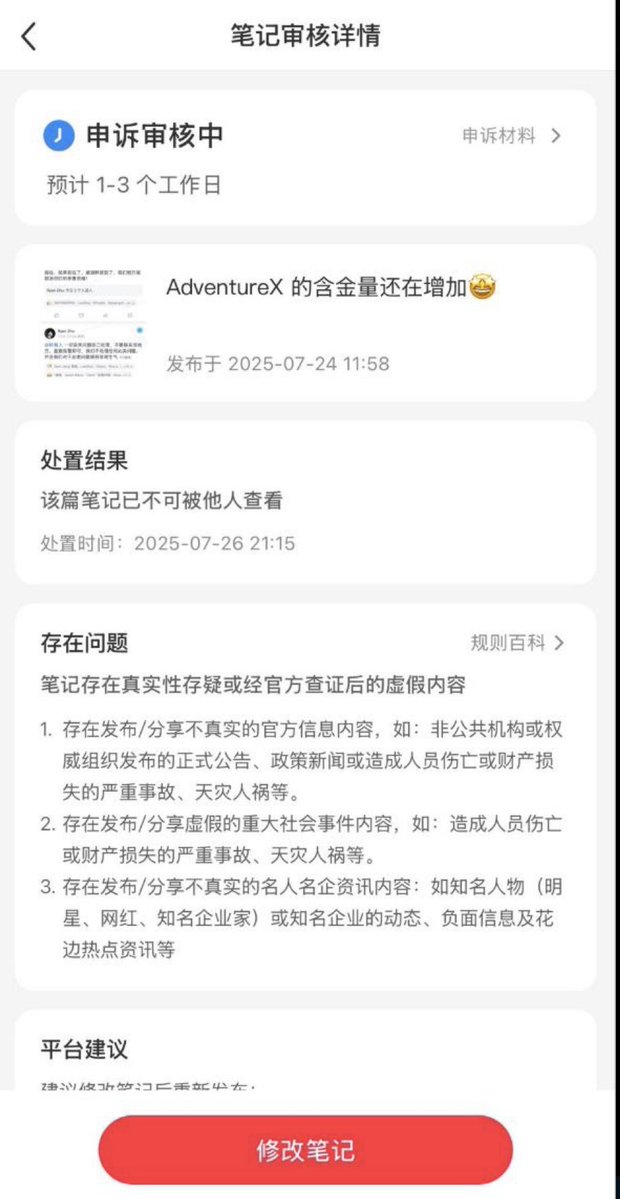 笔记审核详情
申诉审核中
申诉材料
预计 1-3 个工作日
AdventureX 的含金量还在增加🤩
发布于 2025-07-24 11:58
处置结果
该篇笔记已不可被他人查看
处置时间：2025-07-26 21:15
存在问题
规则百科
笔记存在真实性存疑或经官方查证后的虚假内容
1. 存在发布/分享不真实的官方信息内容，如：非公共机构或权
威组织发布的正式公告、政策新闻或造成人员伤亡或财产损
失的严重事故、天灾人祸等。
2. 存在发布/分享虚假的重大社会事件内容，如：造成人员伤亡
或财产损失的严重事故、天灾人祸等。
3. 存在发布/分享不真实的名人名企资讯内容：如知名人物（明
星、网红、知名企业家）或知名企业的动态、负面信息及花
边热点资讯等
平台建议
建议修改笔记后重新发布：
修改笔记